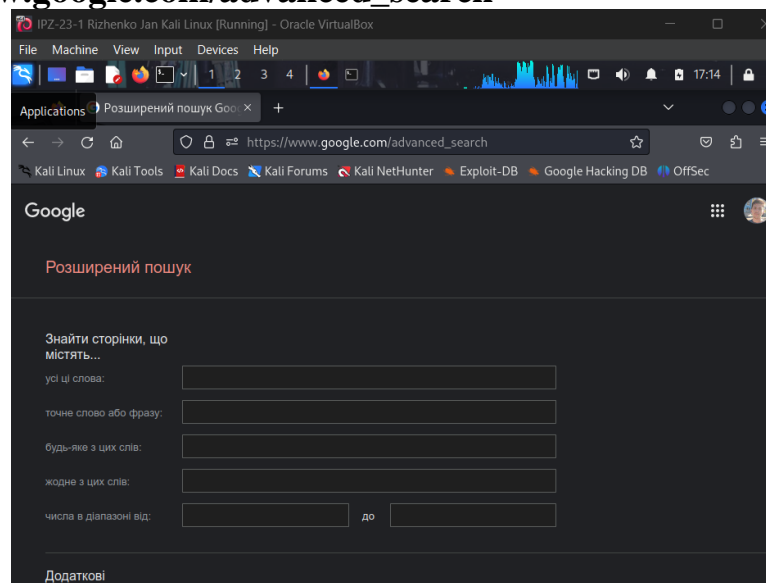 w.google.com/advanced_search
IPZ-23-1 Rizhenko Jan Kali Linux [Running] - Oracle VirtualBox
File Machine View Input Devices Help
1 2 3 4 17:14
Applications Розширений пошук Goo
https://www.google.com/advanced_search
Kali Linux Kali Tools Kali Docs Kali Forums Kali NetHunter Exploit-DB Google Hacking DB OffSec
Google
Розширений пошук
Знайти сторінки, що
містять...
усі ці слова:
точне слово або фразу:
будь-яке з цих слів:
жодне з цих слів:
числа в діапазоні від: до
Додаткові